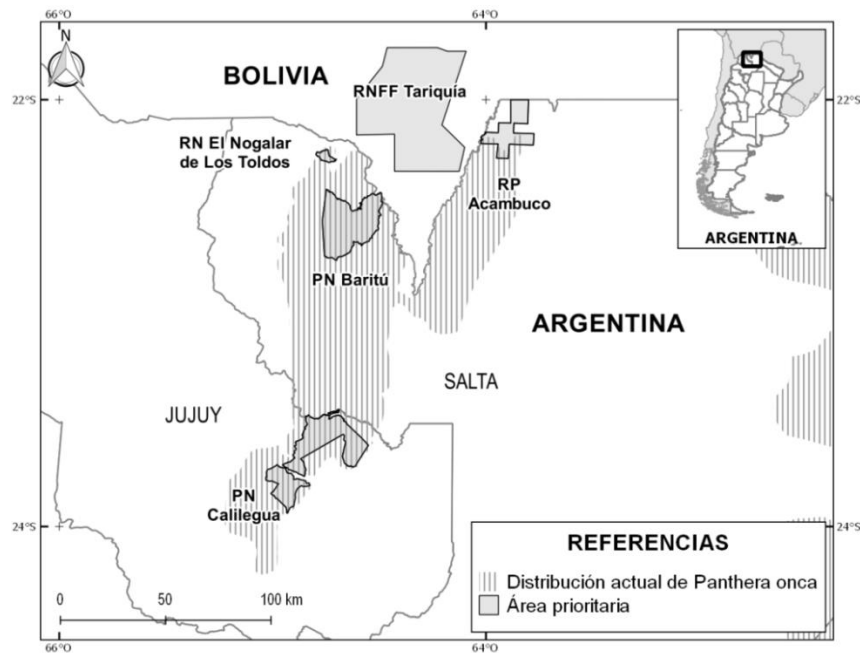 66°O
64°O
N
BOLIVIA
RNFF Tariquía
22°S
22°S
RN El Nogalar
de Los Toldos
RP
Acambuco
ARGENTINA
PN Baritú
ARGENTINA
SALTA
JUJUY
PN
Calilegua
24°S
24°S
REFERENCIAS
Distribución actual de Panthera onca
Área prioritaria
0 50 100 km
66°O
64°O